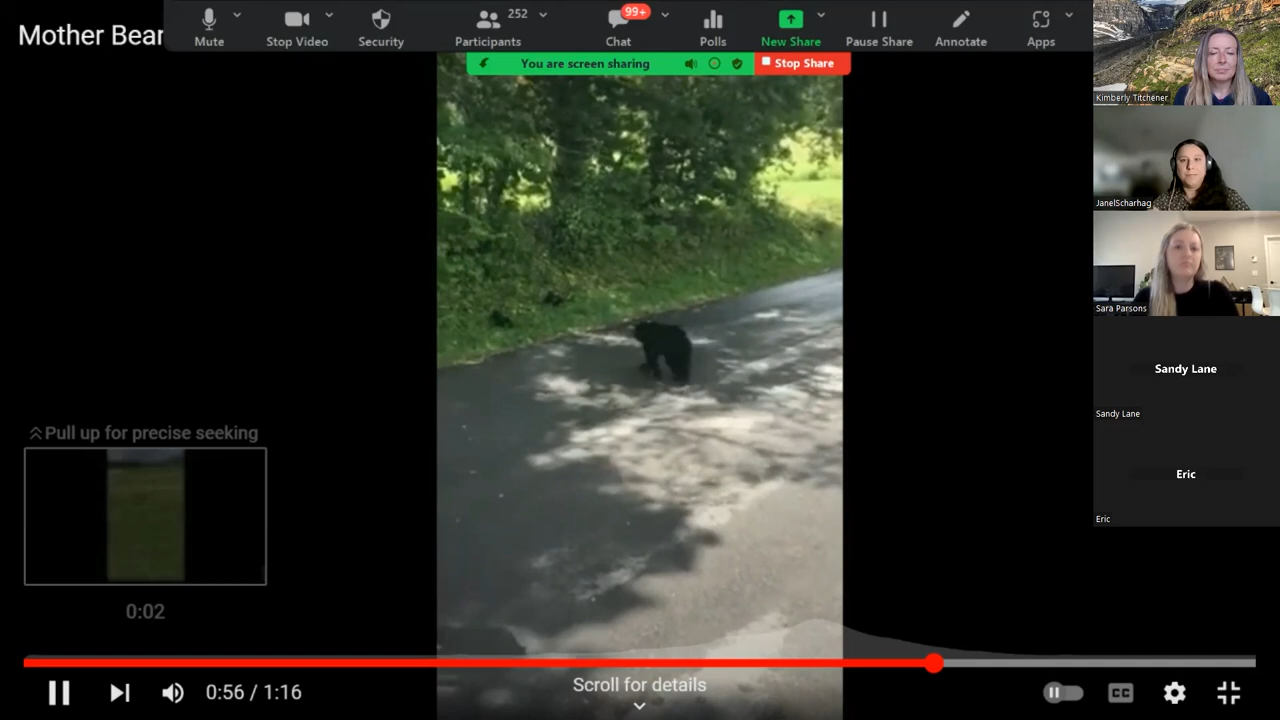 Mother Bear
Mute
Stop Video
Security
Participants
252
Chat
99+
Polls
New Share
Pause Share
Annotate
Apps
You are screen sharing
Stop Share
Kimberly Titchener
JanelScharhag
Sara Parsons
Sandy Lane
Sandy Lane
Eric
Eric
Pull up for precise seeking
0:02
0:56 / 1:16
Scroll for details
CC